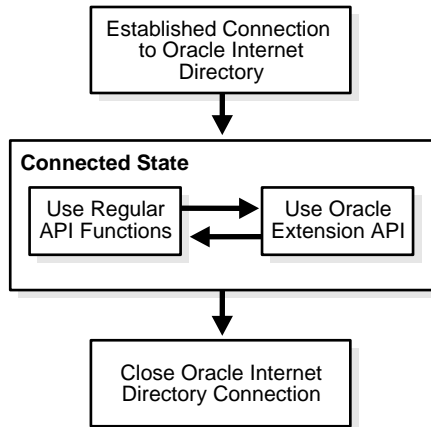 Established Connection
to Oracle Internet
Directory
Connected State
Use Regular
API Functions
Use Oracle
Extension API
Close Oracle Internet
Directory Connection